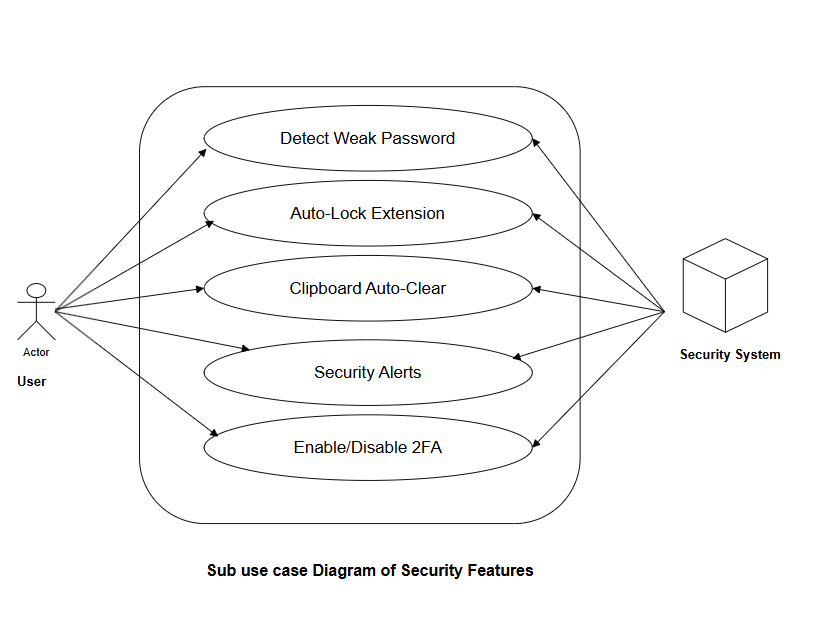 Detect Weak Password
Auto-Lock Extension
Clipboard Auto-Clear
Security Alerts
Enable/Disable 2FA
Actor
User
Security System
Sub use case Diagram of Security Features